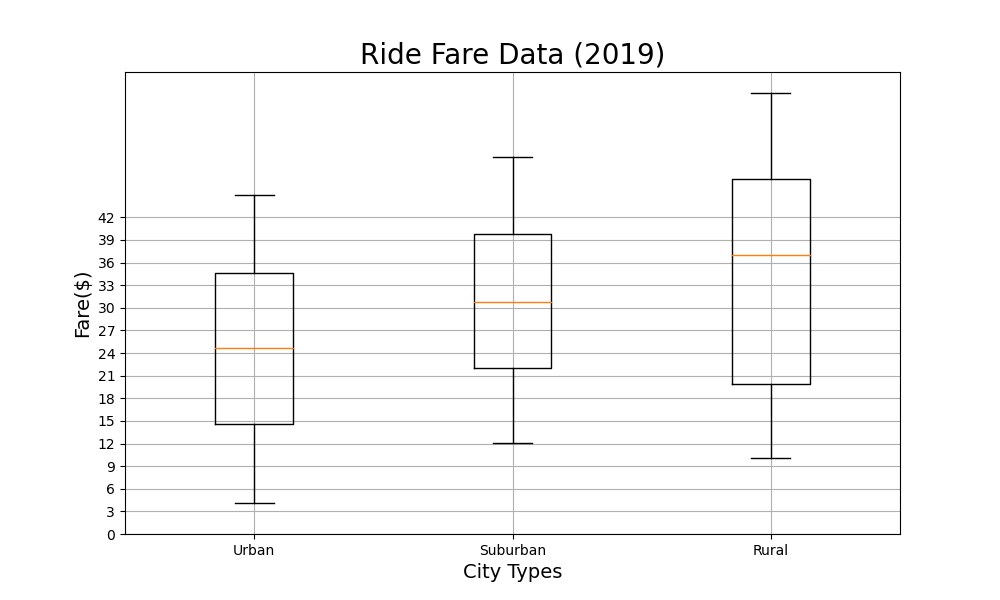 Ride Fare Data (2019)
Fare($)
42
39
36
33
30
27
24
21
18
15
12
9
6
3
0
Urban
Suburban
Rural
City Types